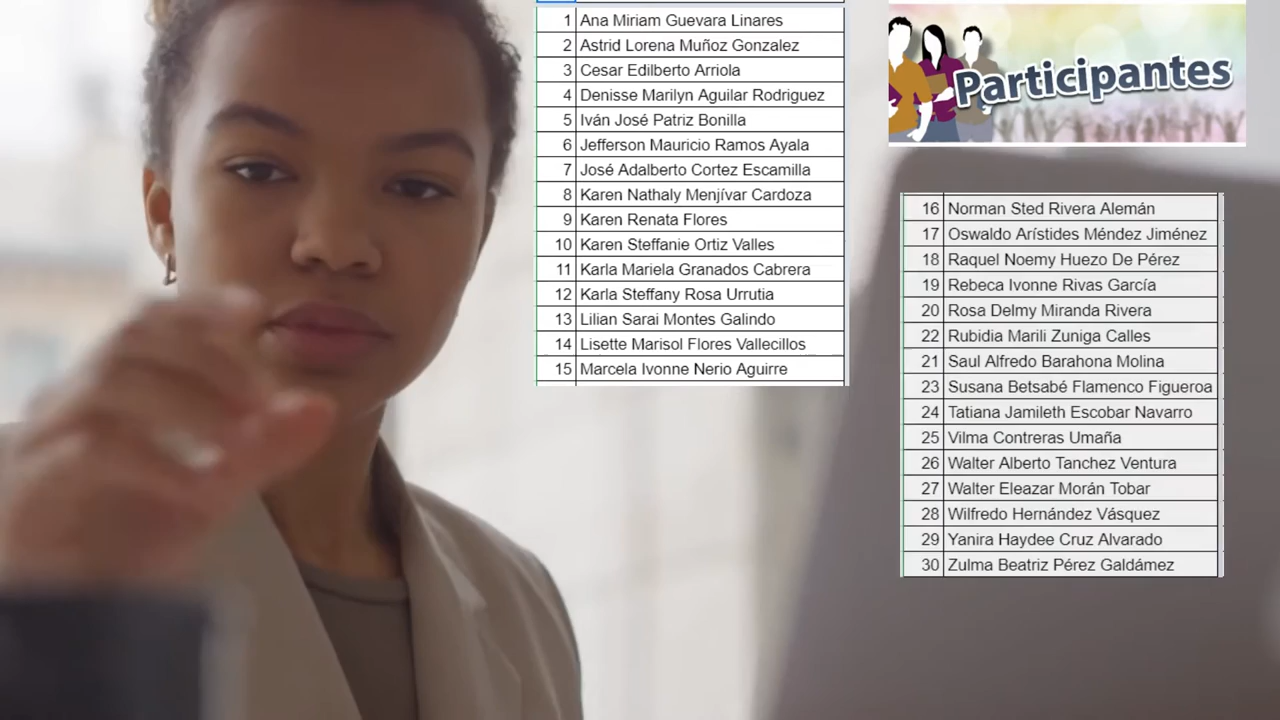 1 Ana Miriam Guevara Linares
2 Astrid Lorena Muñoz Gonzalez
3 Cesar Edilberto Arriola
4 Denisse Marilyn Aguilar Rodriguez
5 Iván José Patriz Bonilla
6 Jefferson Mauricio Ramos Ayala
7 José Adalberto Cortez Escamilla
8 Karen Nathaly Menjívar Cardoza
9 Karen Renata Flores
10 Karen Steffanie Ortiz Valles
11 Karla Mariela Granados Cabrera
12 Karla Steffany Rosa Urrutia
13 Lilian Sarai Montes Galindo
14 Lisette Marisol Flores Vallecillos
15 Marcela Ivonne Nerio Aguirre
Participantes
16 Norman Sted Rivera Alemán
17 Oswaldo Arístides Méndez Jiménez
18 Raquel Noemy Huezo De Pérez
19 Rebeca Ivonne Rivas García
20 Rosa Delmy Miranda Rivera
22 Rubidia Marili Zuniga Calles
21 Saul Alfredo Barahona Molina
23 Susana Betsabé Flamenco Figueroa
24 Tatiana Jamileth Escobar Navarro
25 Vilma Contreras Umaña
26 Walter Alberto Tanchez Ventura
27 Walter Eleazar Morán Tobar
28 Wilfredo Hernández Vásquez
29 Yanira Haydee Cruz Alvarado
30 Zulma Beatriz Pérez Galdámez